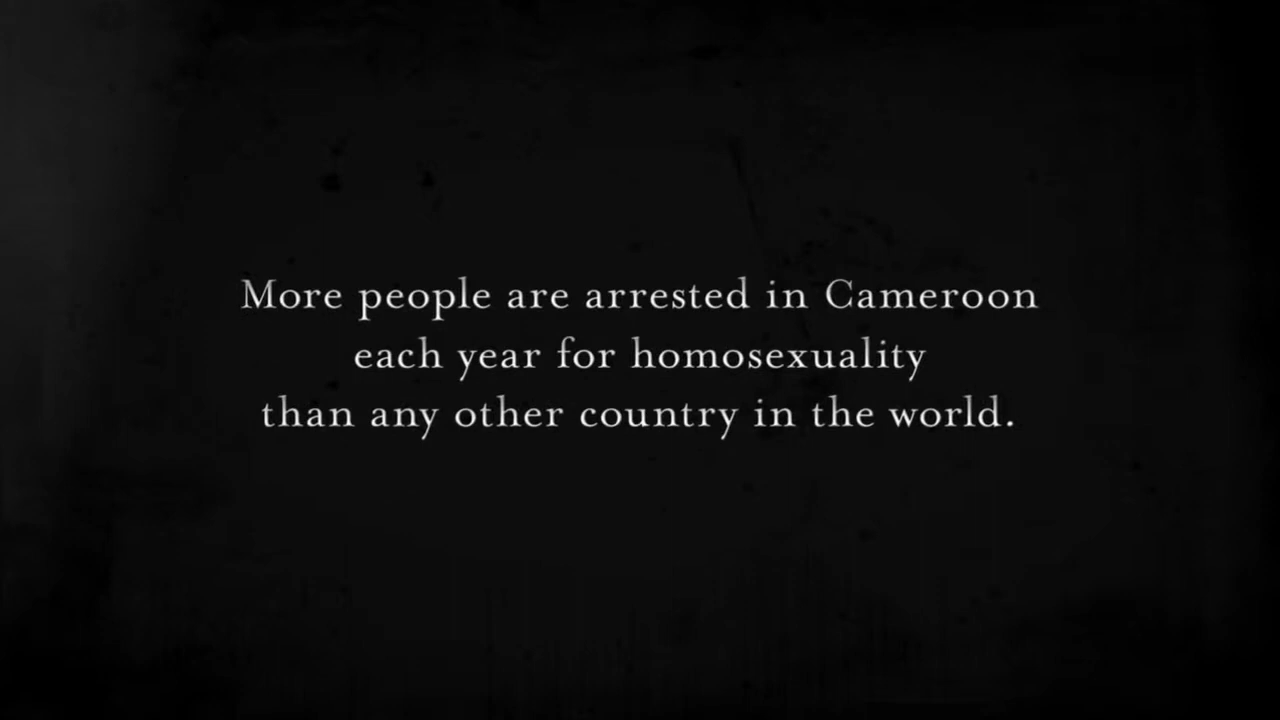 More people are arrested in Cameroon
each year for homosexuality
than any other country in the world.